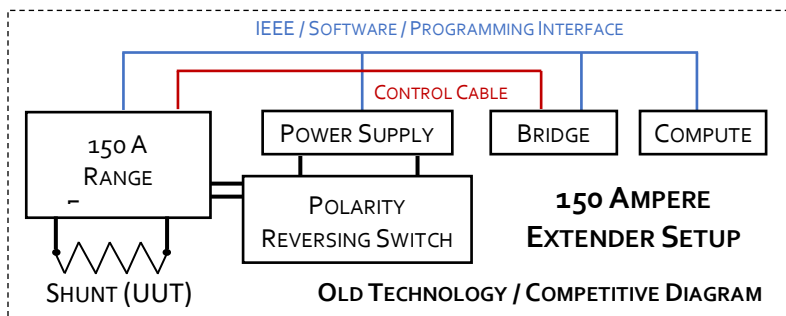 IEEE / Software / Programming Interface
Control Cable
150 A
Range
Power Supply
Bridge
Compute
Polarity
Reversing Switch
150 Ampere
Extender Setup
Shunt (UUT)
Old Technology / Competitive Diagram